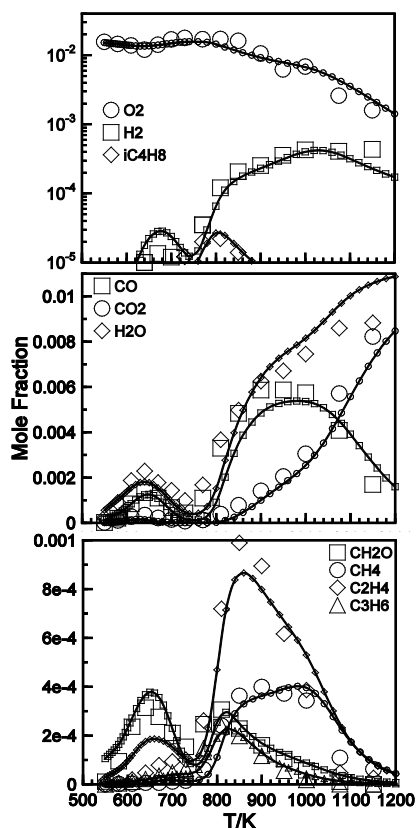 10⁻²
10⁻³
10⁻⁴
10⁻⁵
O2
H2
iC4H8
Mole Fraction
0.01
0.008
0.006
0.004
0.002
0
CO
CO2
H2O
0.001
8e-4
6e-4
4e-4
2e-4
0
CH2O
CH4
C2H4
C3H6
500 600 700 800 900 1000 1100 1200
T/K